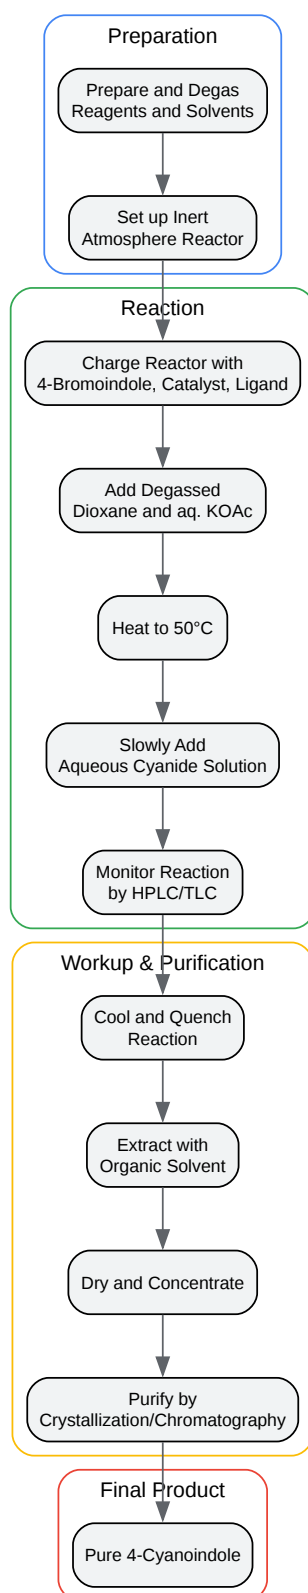 Preparation
Prepare and Degas
Reagents and Solvents
Set up Inert
Atmosphere Reactor
Reaction
Charge Reactor with
4-Bromoindole, Catalyst, Ligand
Add Degassed
Dioxane and aq. KOAc
Heat to 50°C
Slowly Add
Aqueous Cyanide Solution
Monitor Reaction
by HPLC/TLC
Workup & Purification
Cool and Quench
Reaction
Extract with
Organic Solvent
Dry and Concentrate
Purify by
Crystallization/Chromatography
Final Product
Pure 4-Cyanoindole